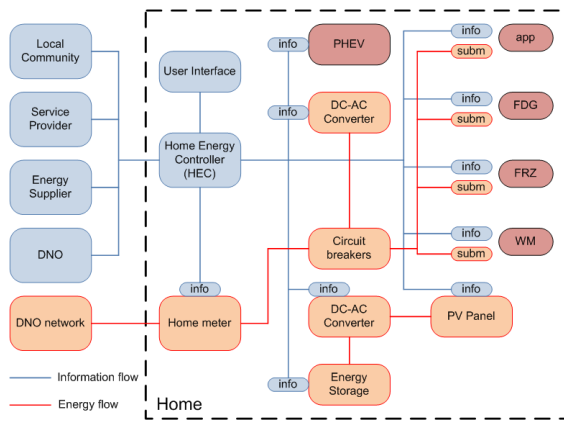 Local
Community
Service
Provider
Energy
Supplier
DNO
DNO network
Information flow
Energy flow
User Interface
Home Energy
Controller
(HEC)
info
Home meter
Home
info
PHEV
info
DC-AC
Converter
Circuit
breakers
info
DC-AC
Converter
info
Energy
Storage
info
app
subm
info
FDG
subm
info
FRZ
subm
info
WM
subm
info
PV Panel